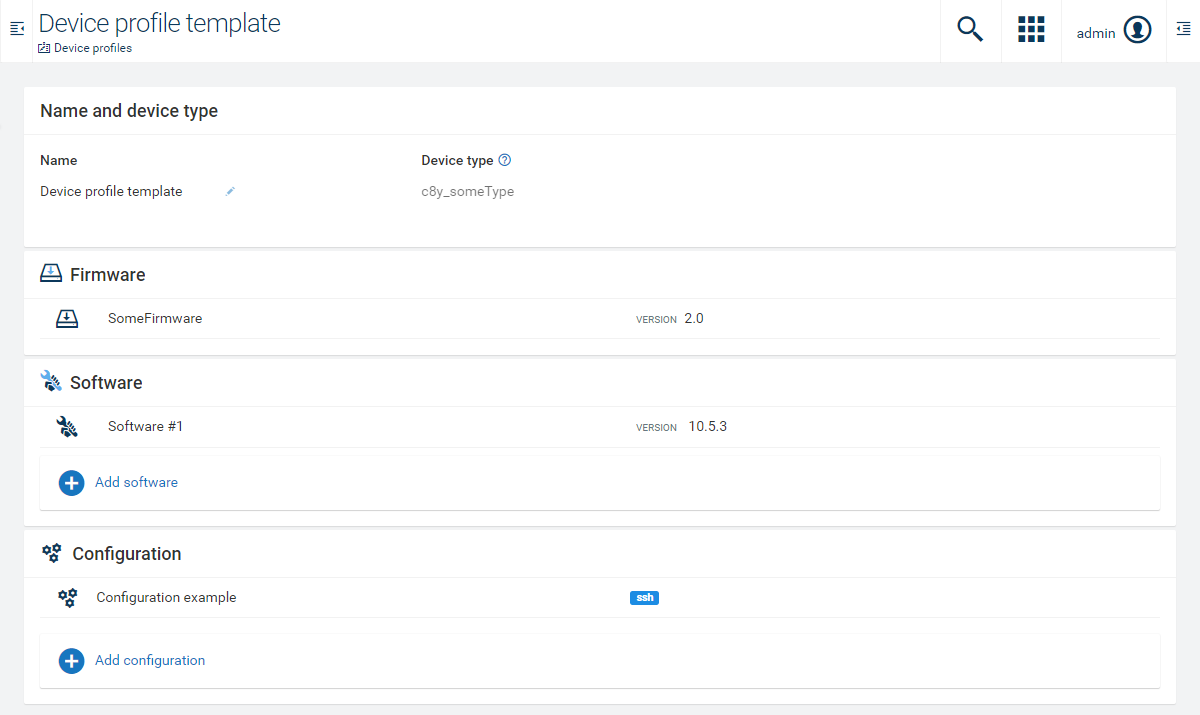 Device profile template
Device profiles
admin
Name and device type
Name
Device type
Device profile template
c8y_someType
Firmware
SomeFirmware VERSION 2.0
Software
Software #1 VERSION 10.5.3
Add software
Configuration
Configuration example ssh
Add configuration